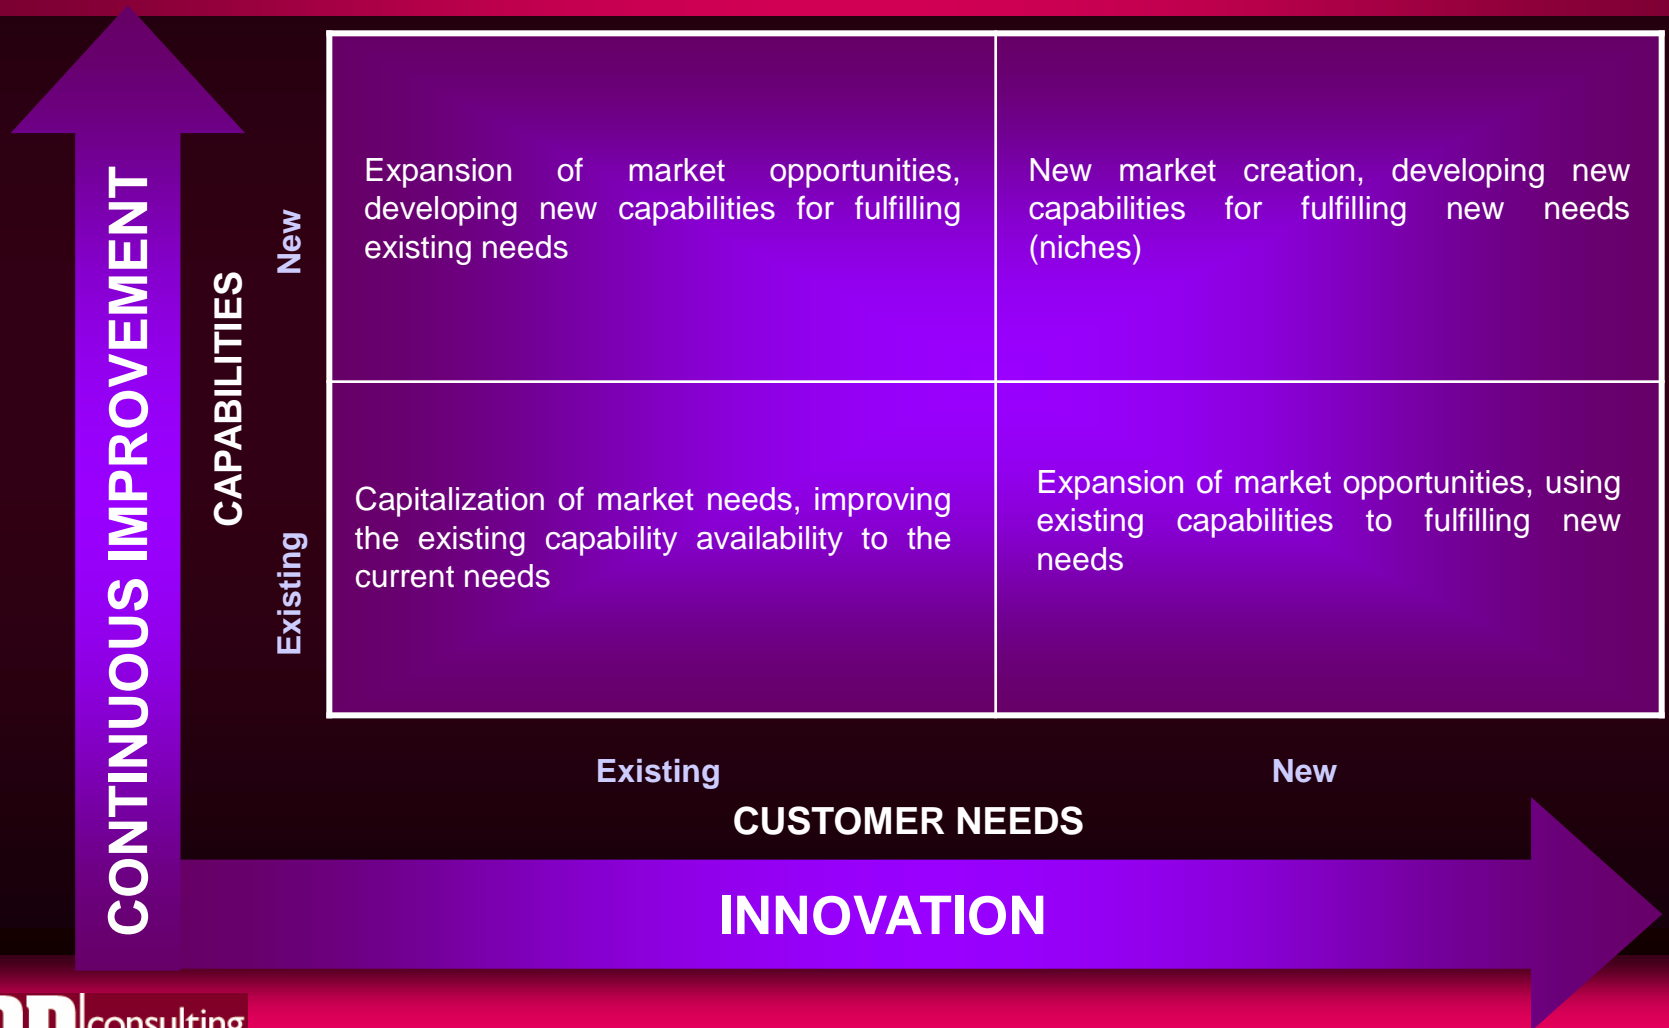 CONTINUOUS IMPROVEMENT
CAPABILITIES
New
Existing
Expansion of market opportunities,
developing new capabilities for fulfilling
existing needs
New market creation, developing new
capabilities for fulfilling new needs
(niches)
Capitalization of market needs, improving
the existing capability availability to the
current needs
Expansion of market opportunities, using
existing capabilities to fulfilling new
needs
Existing
New
CUSTOMER NEEDS
INNOVATION
consulting